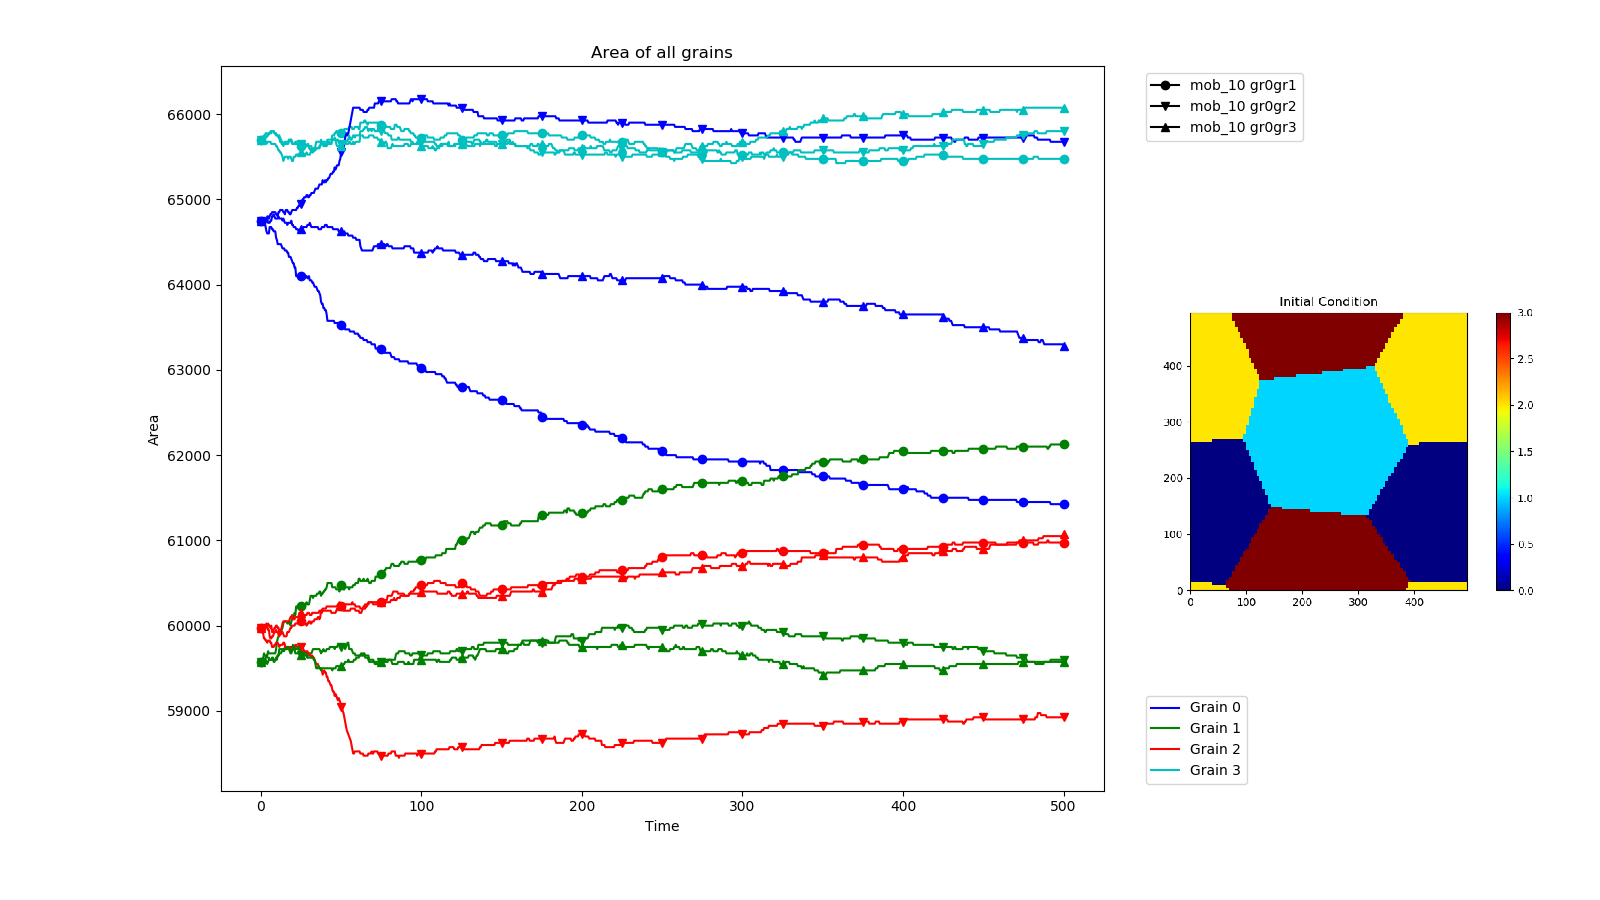 Area of all grains
66000
65000
64000
63000
62000
61000
60000
59000
Area
0 100 200 300 400 500
Time
mob_10 gr0gr1
mob_10 gr0gr2
mob_10 gr0gr3
Initial Condition
400
300
200
100
0
0 100 200 300 400
3.0
2.5
2.0
1.5
1.0
0.5
0.0
Grain 0
Grain 1
Grain 2
Grain 3